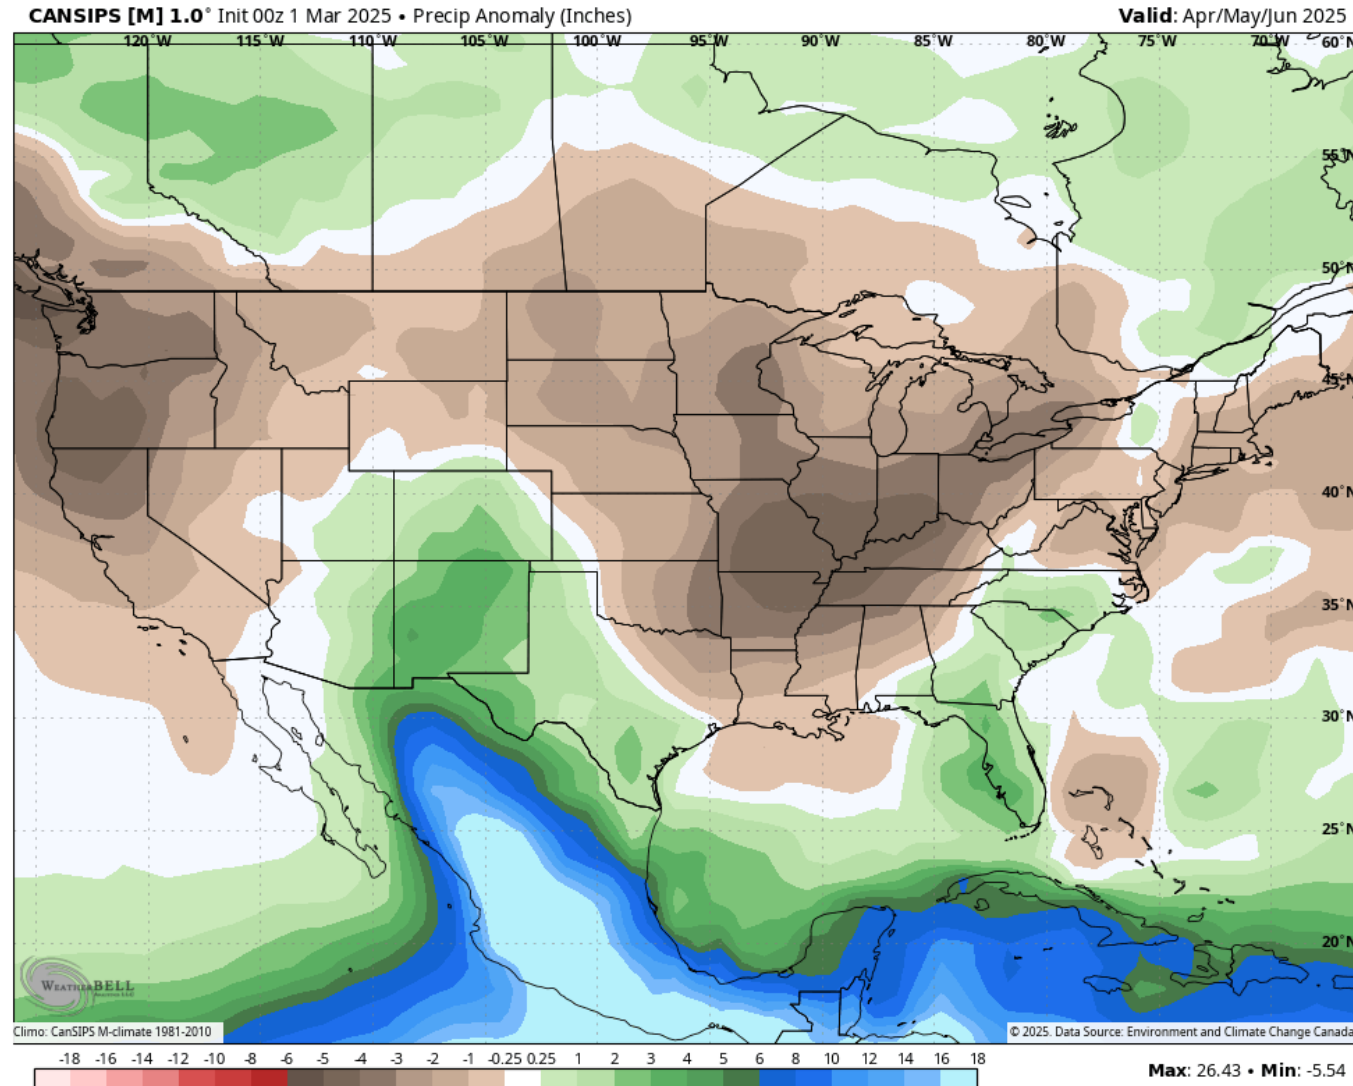 CANSIPS [M] 1.0° Init 00z 1 Mar 2025 • Precip Anomaly (Inches)
Valid: Apr/May/Jun 2025
120°W 115°W 110°W 105°W 100°W 95°W 90°W 85°W 80°W 75°W 70°W 60°N
55°N
50°N
45°N
40°N
35°N
30°N
25°N
20°N
WEATHERBELL
Climo: CanSIPS M-climate 1981-2010
© 2025. Data Source: Environment and Climate Change Canada
-18 -16 -14 -12 -10 -8 -6 -5 -4 -3 -2 -1 -0.25 0.25 1 2 3 4 5 6 8 10 12 14 16 18
Max: 26.43 • Min: -5.54